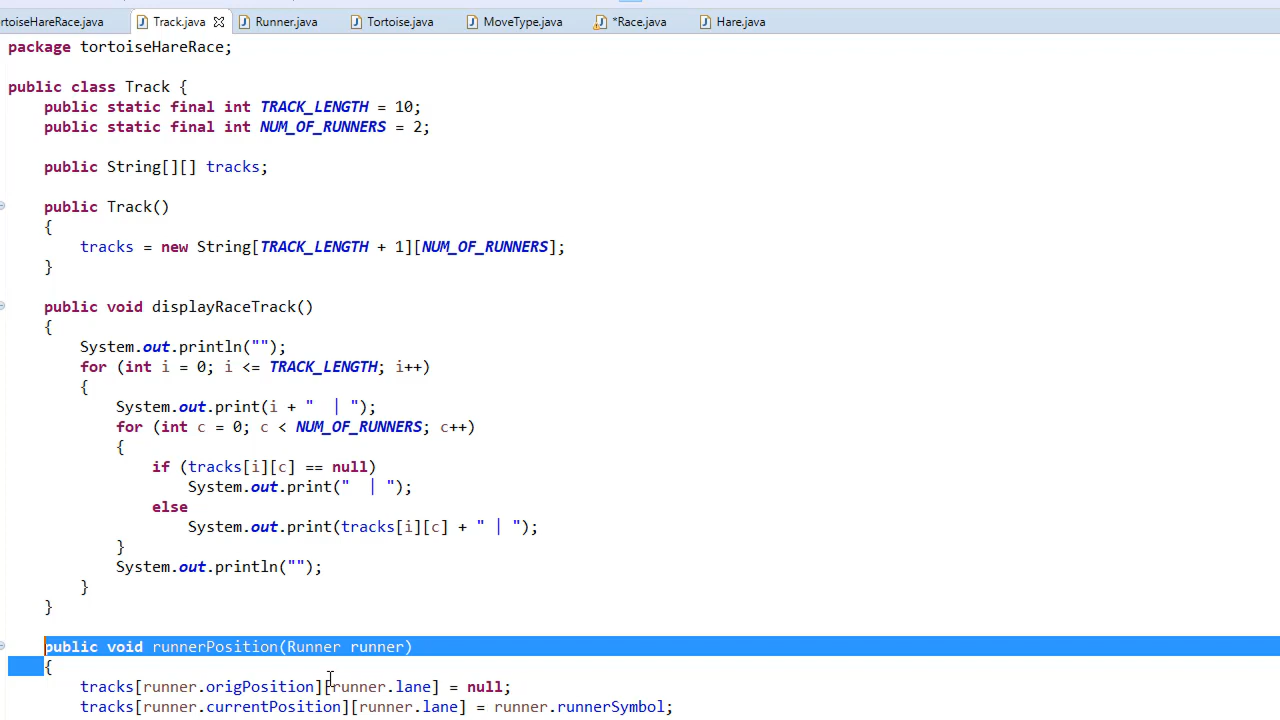 rtoiseHareRace.java Track.java Runner.java Tortoise.java MoveType.java *Race.java Hare.java
package tortoiseHareRace;
public class Track {
public static final int TRACK_LENGTH = 10;
public static final int NUM_OF_RUNNERS = 2;
public String[][] tracks;
public Track()
{
tracks = new String[TRACK_LENGTH + 1][NUM_OF_RUNNERS];
}
public void displayRaceTrack()
{
System.out.println("");
for (int i = 0; i <= TRACK_LENGTH; i++)
{
System.out.print(i + "  | ");
for (int c = 0; c < NUM_OF_RUNNERS; c++)
{
if (tracks[i][c] == null)
System.out.print("  | ");
else
System.out.print(tracks[i][c] + " | ");
}
System.out.println("");
}
}
public void runnerPosition(Runner runner)
{
tracks[runner.origPosition][runner.lane] = null;
tracks[runner.currentPosition][runner.lane] = runner.runnerSymbol;